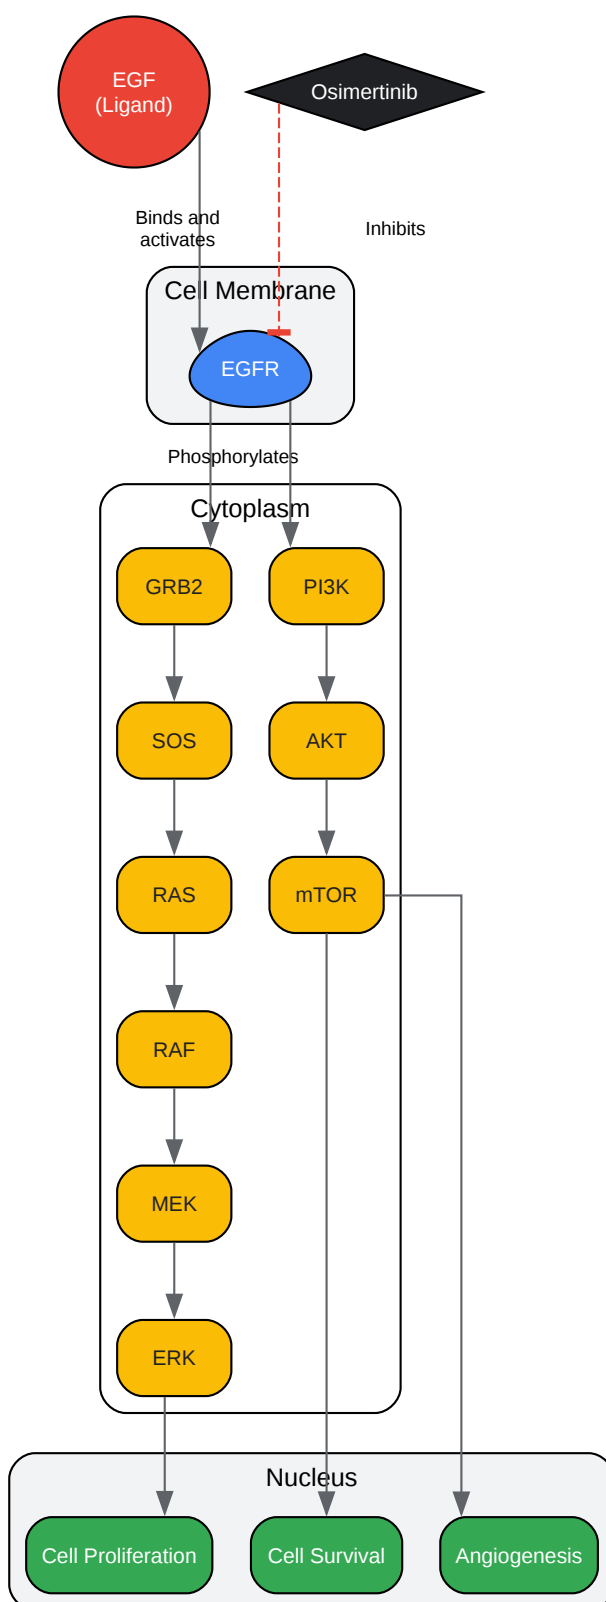 EGF
(Ligand)
Osimertinib
Binds and
activates
Inhibits
Cell Membrane
EGFR
Phosphorylates
Cytoplasm
GRB2
PI3K
SOS
AKT
RAS
mTOR
RAF
MEK
ERK
Nucleus
Cell Proliferation
Cell Survival
Angiogenesis